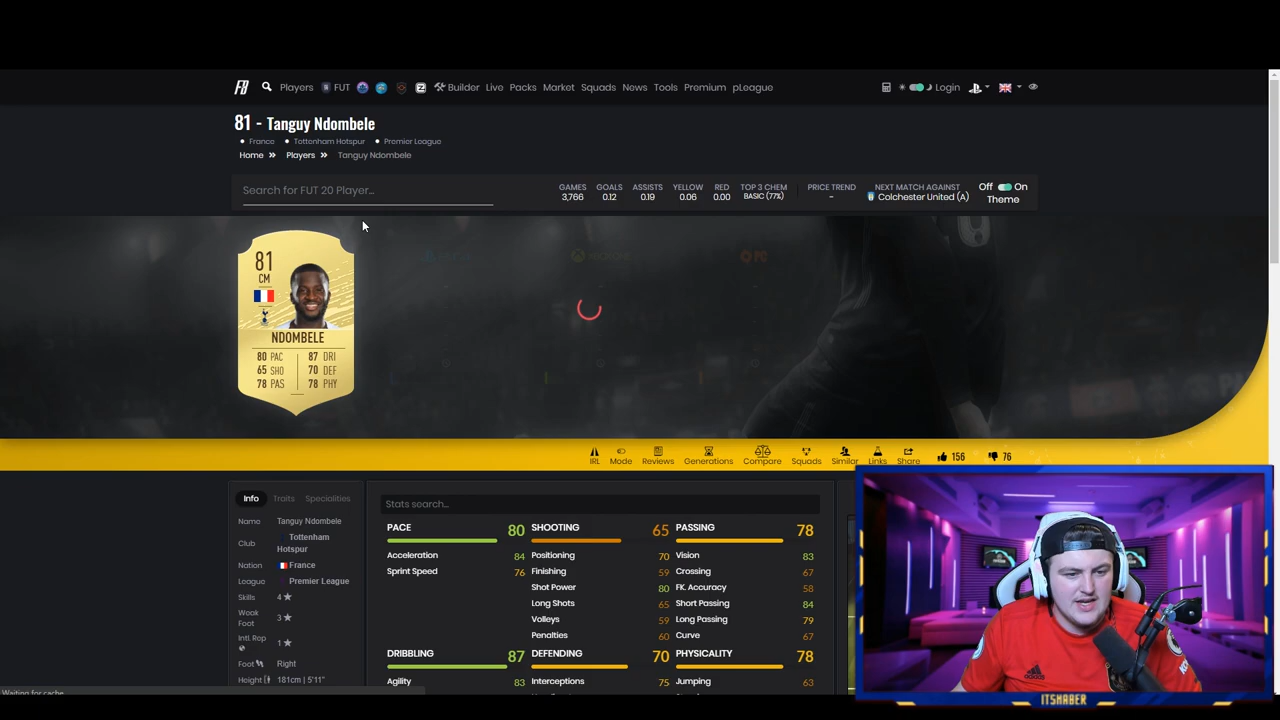 FB Players FUT Builder Live Packs Market Squads News Tools Premium pLeague Login
81 - Tanguy Ndombele
• France • Tottenham Hotspur • Premier League
Home » Players » Tanguy Ndombele
Search for FUT 20 Player...
GAMES GOALS ASSISTS YELLOW RED TOP 3 CHEM PRICE TREND NEXT MATCH AGAINST Off On
3,766 0.12 0.19 0.06 0.00 BASIC (77%) - Colchester United (A) Theme
PC
81
CM
NDOMBELE
80 PAC 87 DRI
65 SHO 70 DEF
78 PAS 78 PHY
IRL Mode Reviews Generations Compare Squads Similar Links Share 156 76
Info Traits Specialities
Name Tanguy Ndombele
Club Tottenham Hotspur
Nation France
League Premier League
Skills 4★
Weak Foot 3★
Intl Rep 1★
Foot Right
Height 181cm | 5'11"
Stats search...
PACE 80
Acceleration 84
Sprint Speed 76
SHOOTING 65
Positioning 70
Finishing 59
Shot Power 80
Long Shots 65
Volleys 59
Penalties 60
PASSING 78
Vision 83
Crossing 67
FK. Accuracy 58
Short Passing 84
Long Passing 79
Curve 67
DRIBBLING 87
Agility 83
DEFENDING 70
Interceptions 75
PHYSICALITY 78
Jumping 63
Waiting for cache...
adidas
ITSHABER